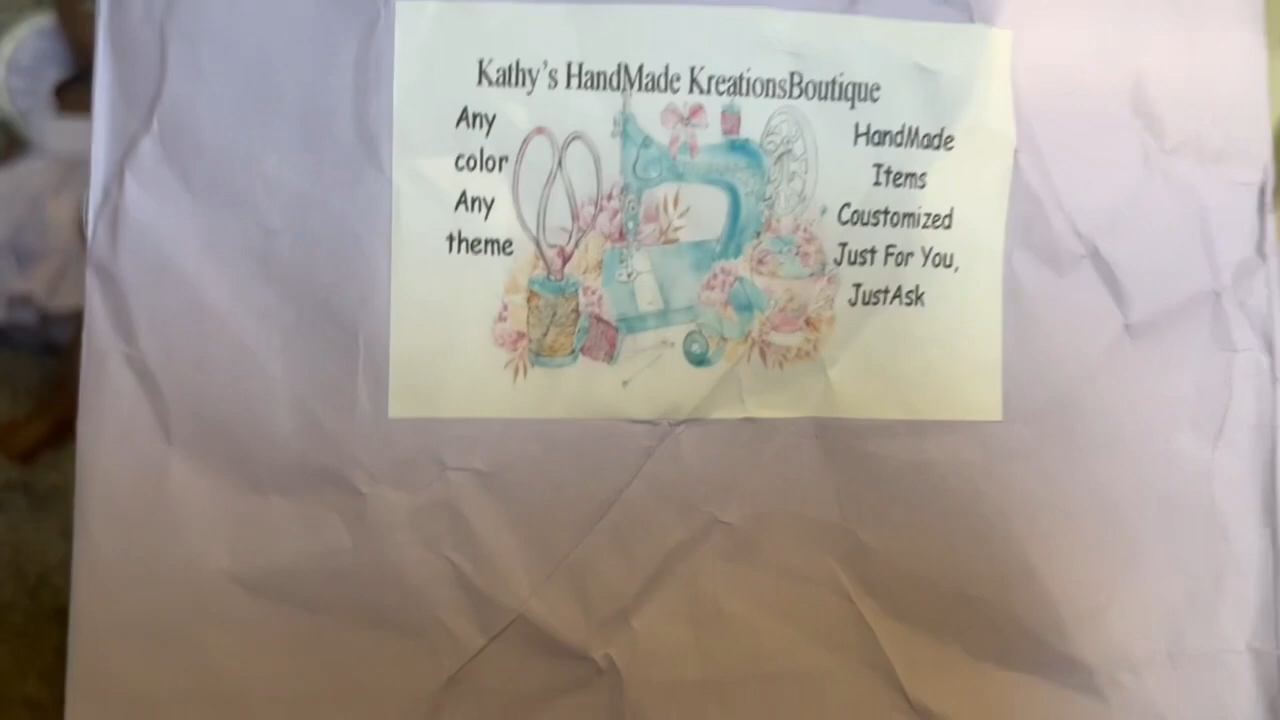 Kathy's HandMade KreationsBoutique
Any
color
Any
theme
HandMade
Items
Coustomized
Just For You,
JustAsk